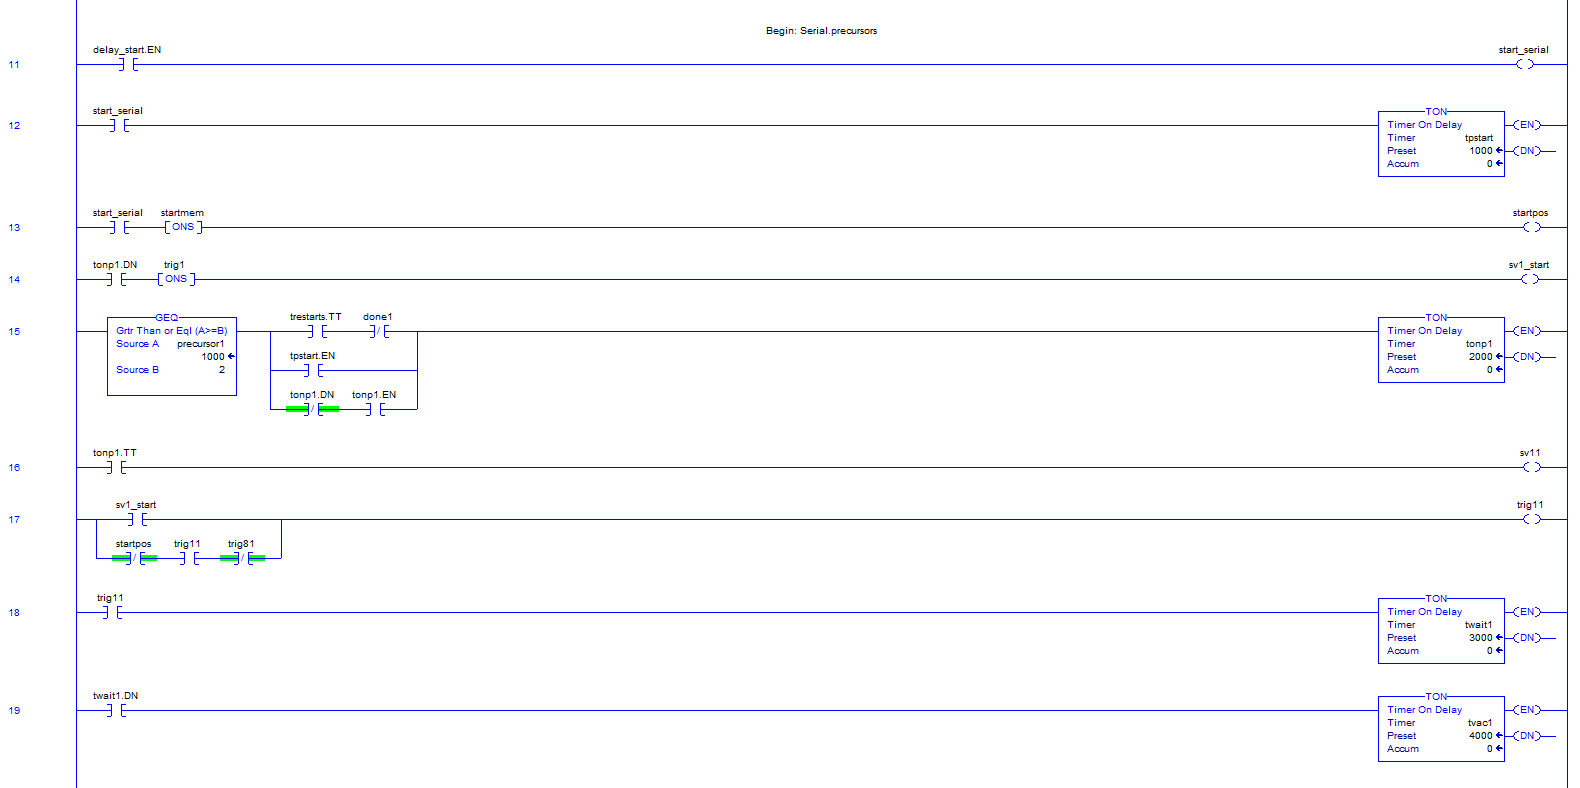 Begin: Serial.precursors
delay_start.EN
start_serial
11
start_serial
12
TON
Timer On Delay
EN
Timer
tpstart
Preset
1000
DN
Accum
0
start_serial
startmem
startpos
13
ONS
tonp1.DN
trig1
sv1_start
14
ONS
15
GEQ
Grtr Than or Eql (A>=B)
Source A
precursor1
1000
Source B
2
trestarts.TT
done1
tpstart.EN
tonp1.DN
tonp1.EN
TON
Timer On Delay
EN
Timer
tonp1
Preset
2000
DN
Accum
0
tonp1.TT
sv11
16
sv1_start
trig11
17
startpos
trig11
trig81
trig11
18
TON
Timer On Delay
EN
Timer
twait1
Preset
3000
DN
Accum
0
twait1.DN
19
TON
Timer On Delay
EN
Timer
tvac1
Preset
4000
DN
Accum
0